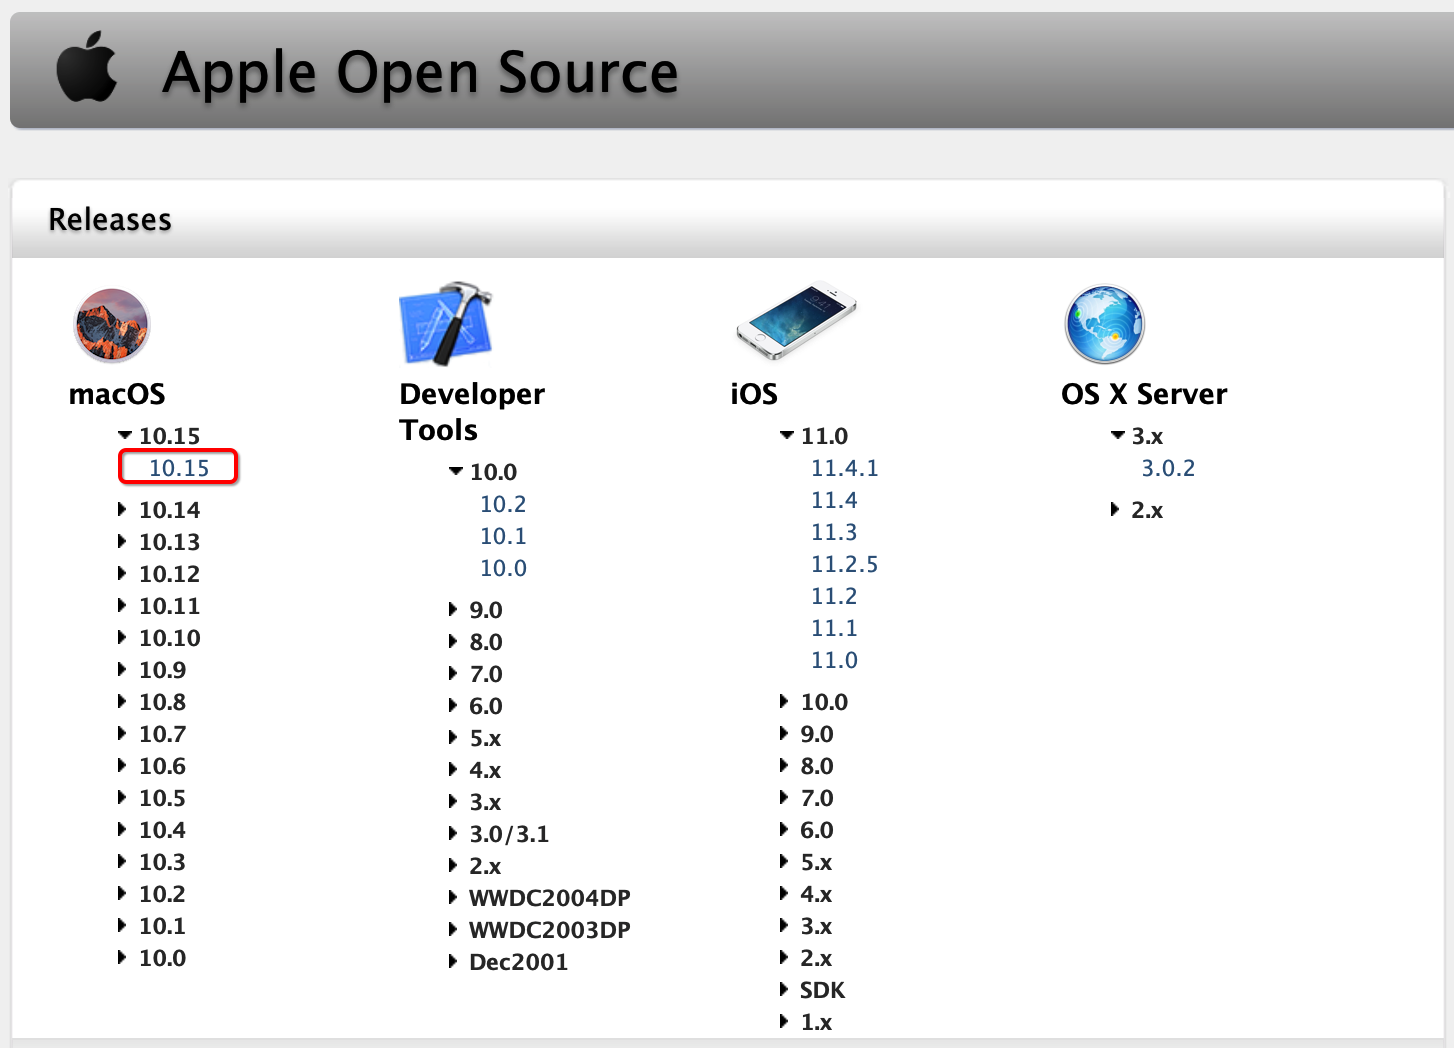 Apple Open Source
Releases
macOS
10.15
10.15
10.14
10.13
10.12
10.11
10.10
10.9
10.8
10.7
10.6
10.5
10.4
10.3
10.2
10.1
10.0
Developer
Tools
10.0
10.2
10.1
10.0
9.0
8.0
7.0
6.0
5.x
4.x
3.x
3.0/3.1
2.x
WWDC2004DP
WWDC2003DP
Dec2001
iOS
11.0
11.4.1
11.4
11.3
11.2.5
11.2
11.1
11.0
10.0
9.0
8.0
7.0
6.0
5.x
4.x
3.x
2.x
SDK
1.x
OS X Server
3.x
3.0.2
2.x